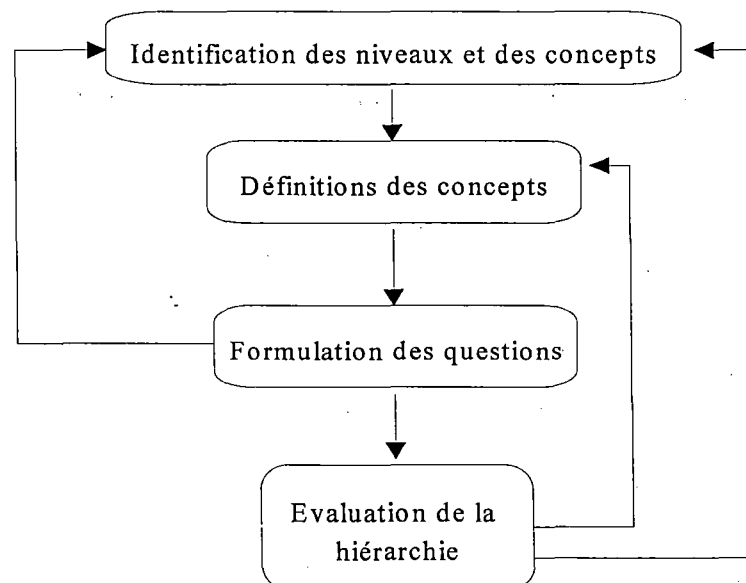 Identification des niveaux et des concepts
Définitions des concepts
Formulation des questions
Evaluation de la
hiérarchie